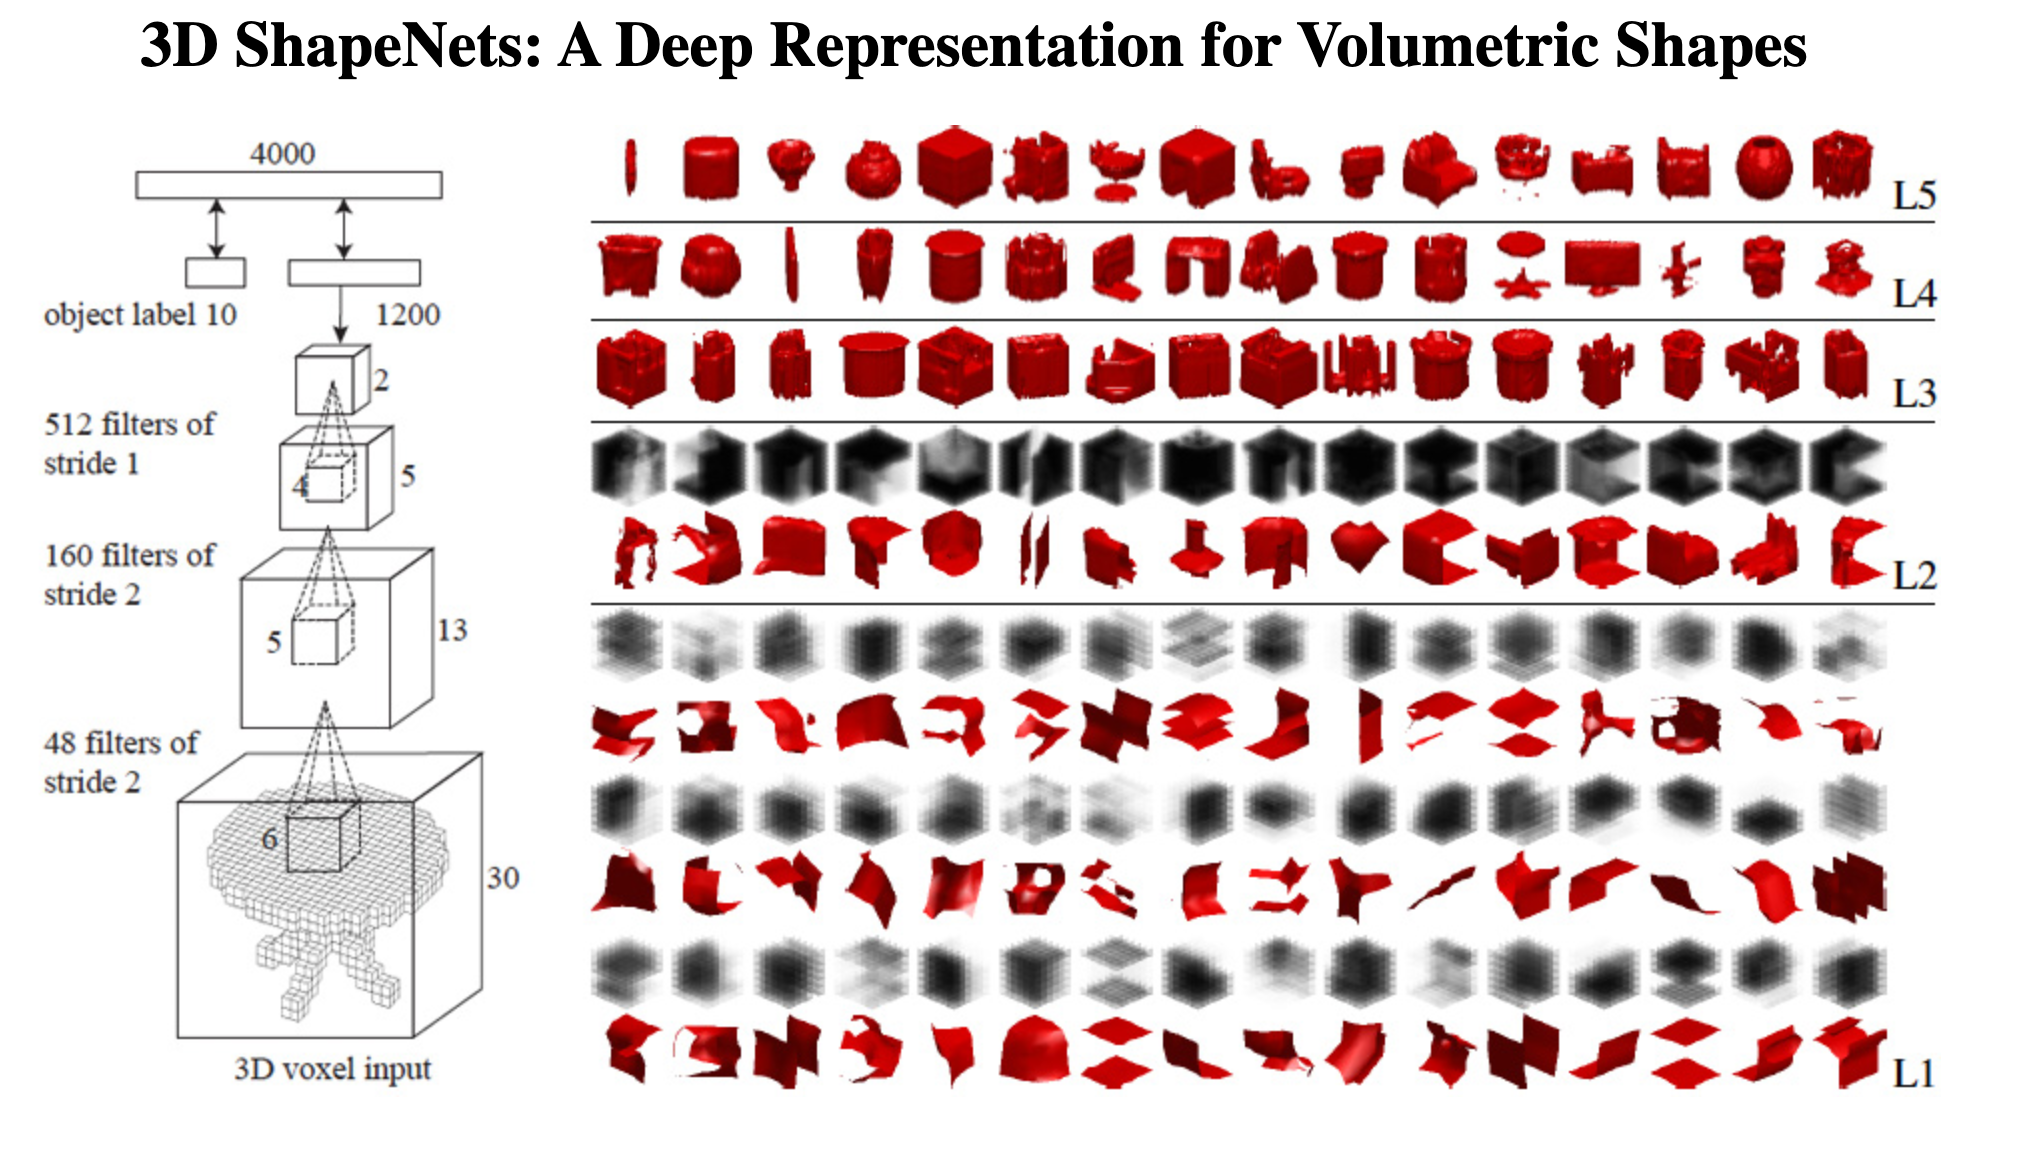 3D ShapeNets: A Deep Representation for Volumetric Shapes
4000
object label 10
1200
2
512 filters of
stride 1
4
5
160 filters of
stride 2
5
13
48 filters of
stride 2
6
30
3D voxel input
L5
L4
L3
L2
L1